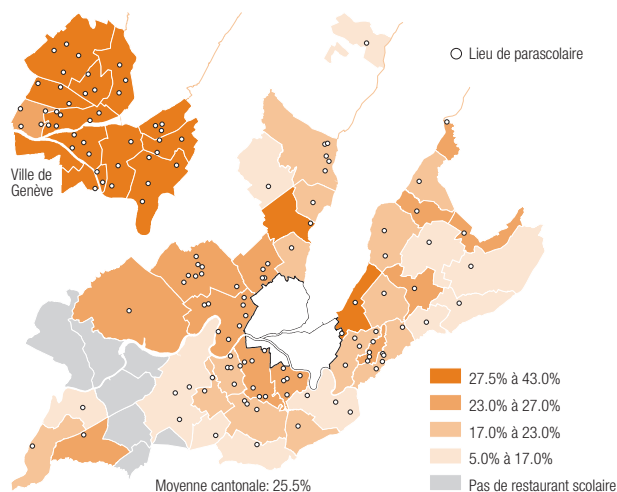 Lieu de parascolaire
Ville de
Genève
27.5% à 43.0%
23.0% à 27.0%
17.0% à 23.0%
5.0% à 17.0%
Moyenne cantonale: 25.5%
Pas de restaurant scolaire